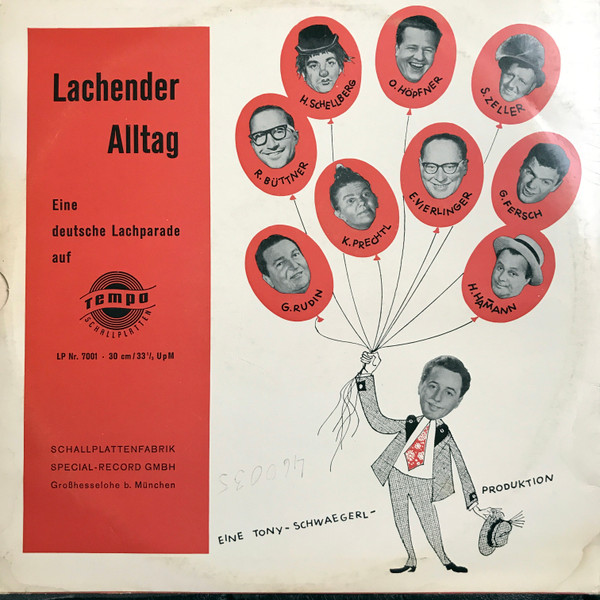 Lachender
Alltag
Eine
deutsche Lachparade
auf
Tempo
SCHALLPLATTEN
LP Nr. 7001 · 30 cm/33⅓ UpM
SCHALLPLATTENFABRIK
SPECIAL-RECORD GMBH
Großhesselohe b. München
H. SCHELLBERG
O. HÖPFNER
S. ZELLER
R. BÜTTNER
K. PRECHTL
E. VIERLINGER
G. FERSCH
G. RUDIN
H. HAMANN
460035
EINE TONY-SCHWAEGERL-
PRODUKTION